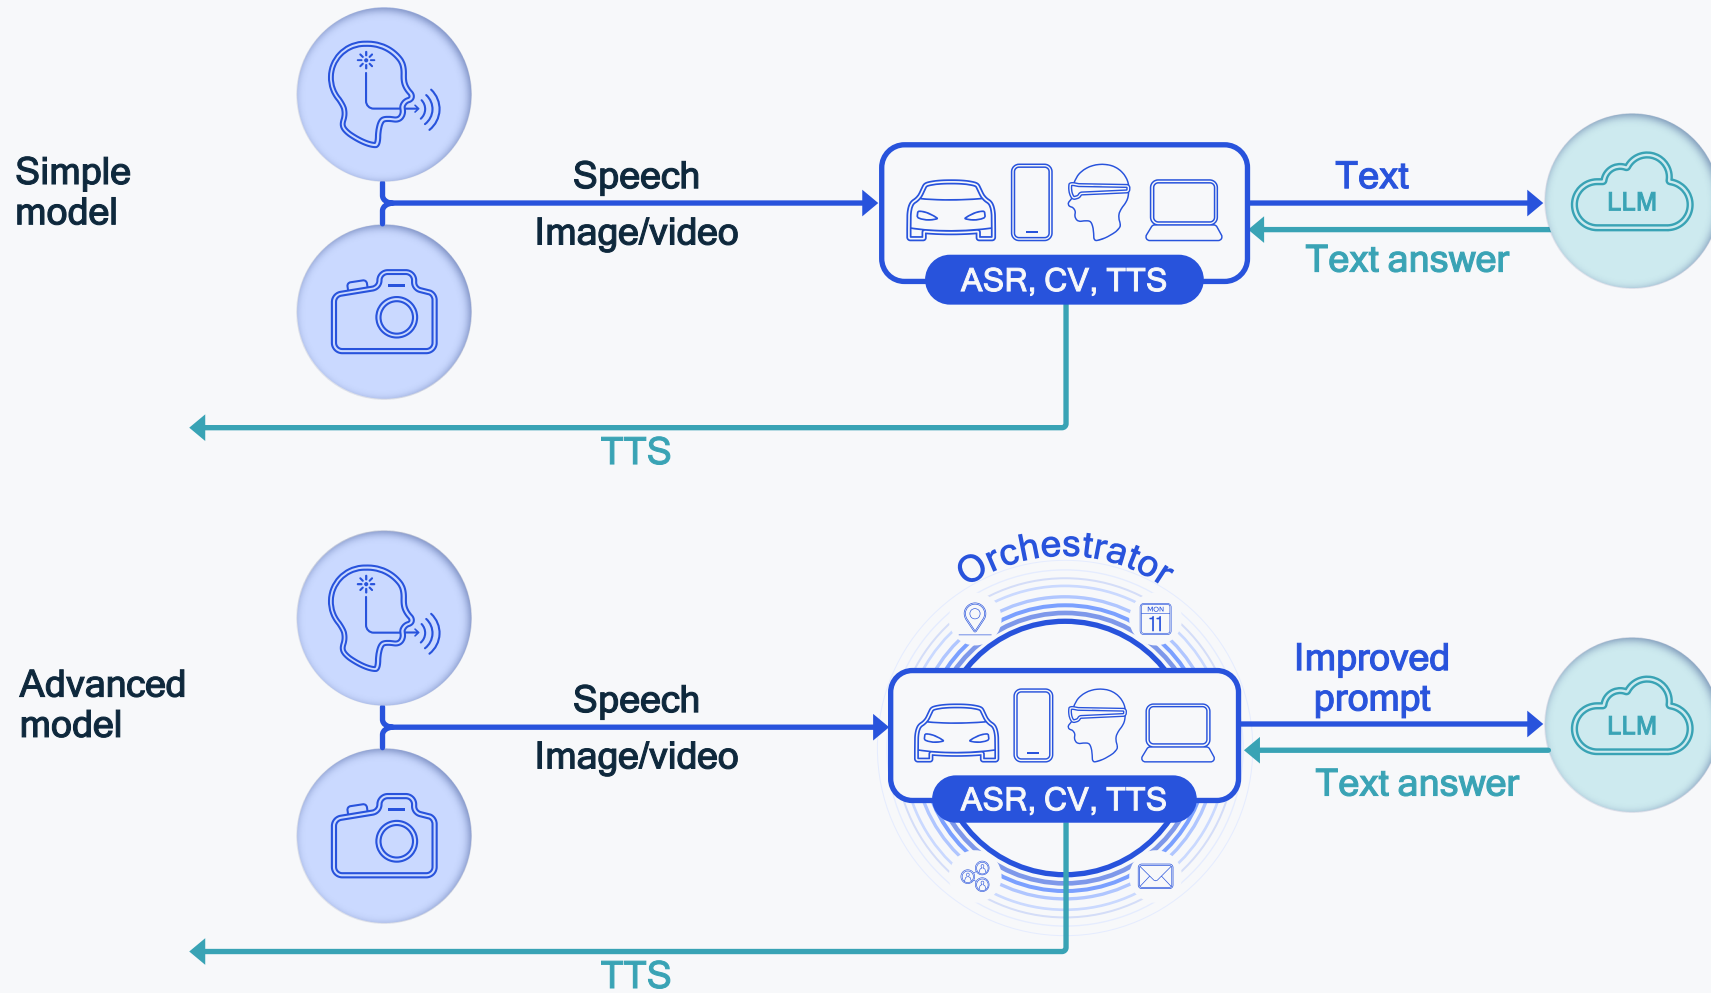 Simple
model
Speech
Image/video
ASR, CV, TTS
Text
Text answer
LLM
TTS
Advanced
model
Speech
Image/video
Orchestrator
MON
11
ASR, CV, TTS
Improved
prompt
Text answer
LLM
TTS